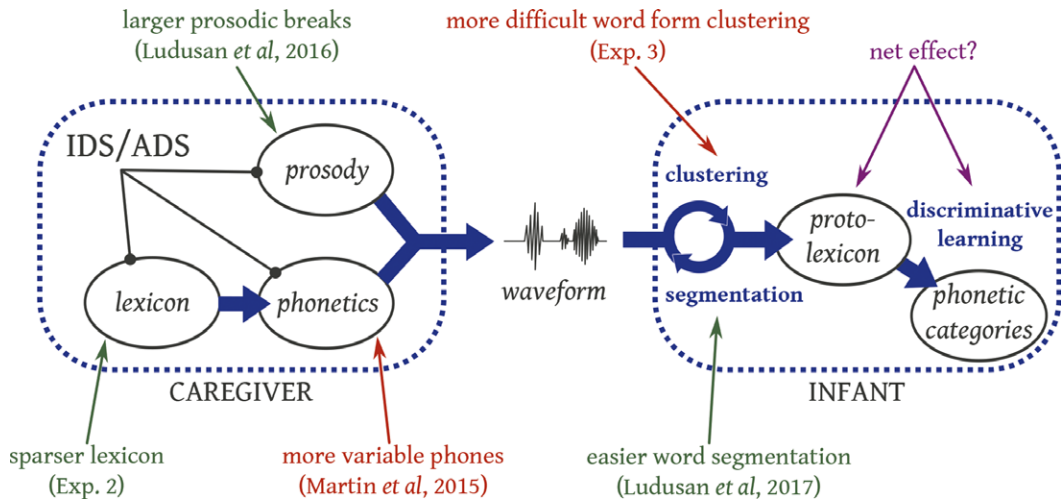 larger prosodic breaks
(Ludusan et al, 2016)
more difficult word form clustering
(Exp. 3)
net effect?
IDS/ADS
prosody
lexicon
phonetics
CAREGIVER
waveform
clustering
segmentation
proto-
lexicon
discriminative
learning
phonetic
categories
INFANT
sparser lexicon
(Exp. 2)
more variable phones
(Martin et al, 2015)
easier word segmentation
(Ludusan et al, 2017)